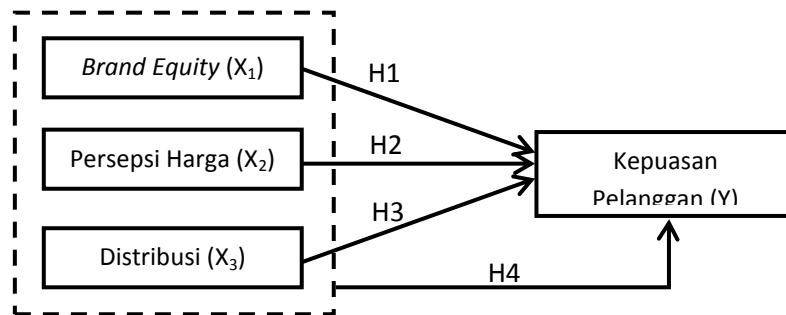 Brand Equity (X₁)
H1
Persepsi Harga (X₂)
H2
Kepuasan
Pelanggan (Y)
H3
Distribusi (X₃)
H4